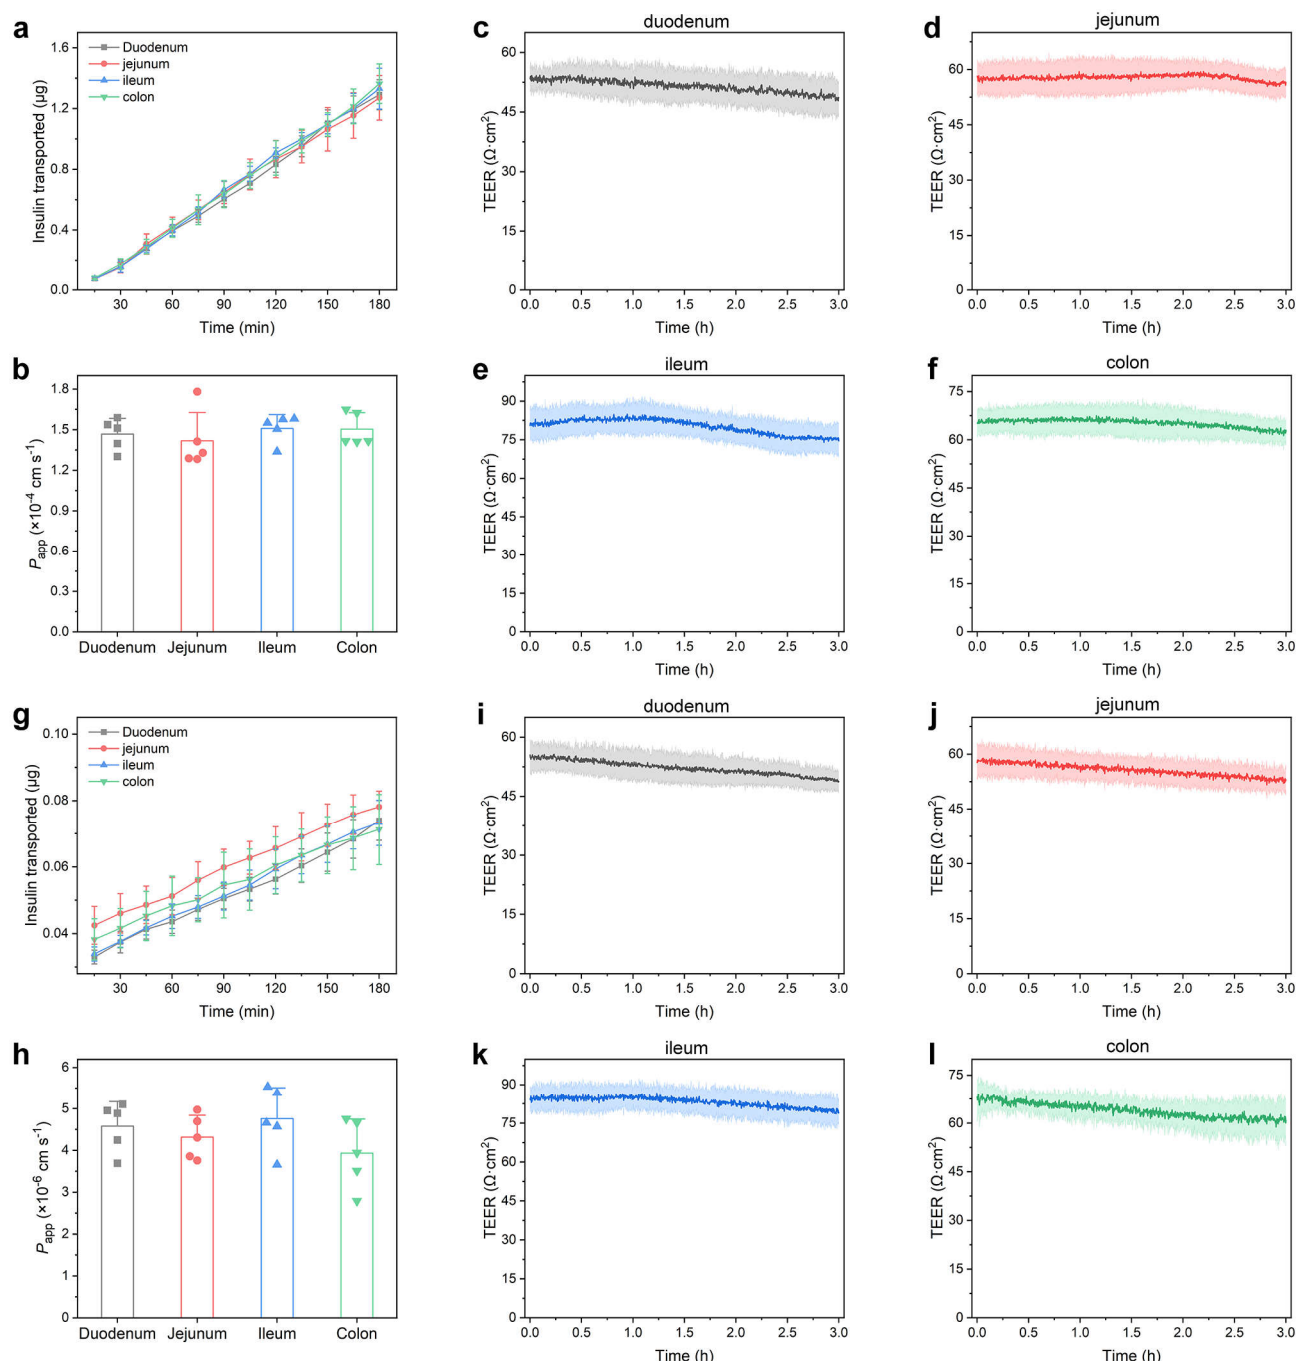 a
Insulin transported (µg)
1.6
1.2
0.8
0.4
0.0
Duodenum
jejunum
ileum
colon
30 60 90 120 150 180
Time (min)
c
duodenum
TEER (Ω·cm²)
60
45
30
15
0
0.0 0.5 1.0 1.5 2.0 2.5 3.0
Time (h)
d
jejunum
TEER (Ω·cm²)
60
45
30
15
0
0.0 0.5 1.0 1.5 2.0 2.5 3.0
Time (h)
b
P app (×10⁻⁴ cm s⁻¹)
1.8
1.5
1.2
0.9
0.6
0.3
0.0
Duodenum Jejunum Ileum Colon
e
ileum
TEER (Ω·cm²)
90
75
60
45
30
15
0
0.0 0.5 1.0 1.5 2.0 2.5 3.0
Time (h)
f
colon
TEER (Ω·cm²)
75
60
45
30
15
0
0.0 0.5 1.0 1.5 2.0 2.5 3.0
Time (h)
g
Insulin transported (µg)
0.10
0.08
0.06
0.04
Duodenum
jejunum
ileum
colon
30 60 90 120 150 180
Time (min)
i
duodenum
TEER (Ω·cm²)
60
45
30
15
0
0.0 0.5 1.0 1.5 2.0 2.5 3.0
Time (h)
j
jejunum
TEER (Ω·cm²)
60
45
30
15
0
0.0 0.5 1.0 1.5 2.0 2.5 3.0
Time (h)
h
P app (×10⁻⁶ cm s⁻¹)
6
5
4
3
2
1
0
Duodenum Jejunum Ileum Colon
k
ileum
TEER (Ω·cm²)
90
75
60
45
30
15
0
0.0 0.5 1.0 1.5 2.0 2.5 3.0
Time (h)
l
colon
TEER (Ω·cm²)
75
60
45
30
15
0
0.0 0.5 1.0 1.5 2.0 2.5 3.0
Time (h)